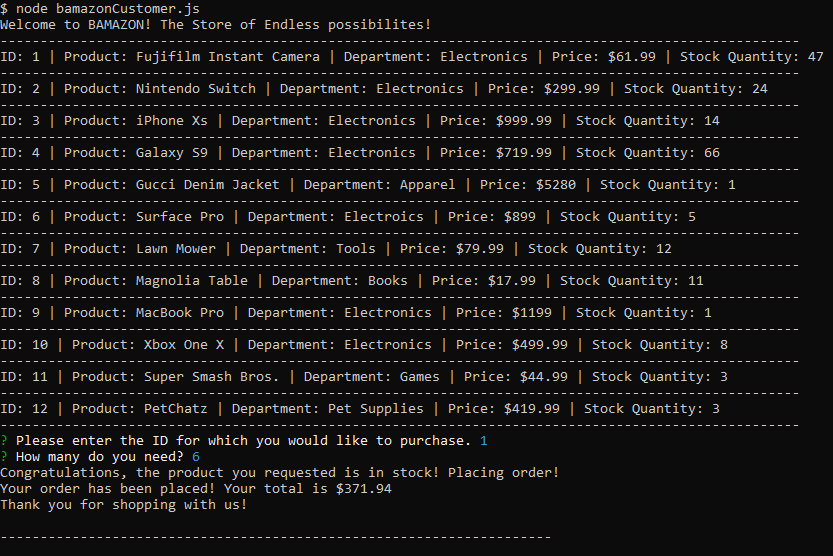 $ node bamazonCustomer.js
Welcome to BAMAZON! The Store of Endless possibilites!
----------------------------------------------------------------------------------------------------
ID: 1 | Product: Fujifilm Instant Camera | Department: Electronics | Price: $61.99 | Stock Quantity: 47
----------------------------------------------------------------------------------------------------
ID: 2 | Product: Nintendo Switch | Department: Electronics | Price: $299.99 | Stock Quantity: 24
----------------------------------------------------------------------------------------------------
ID: 3 | Product: iPhone Xs | Department: Electronics | Price: $999.99 | Stock Quantity: 14
----------------------------------------------------------------------------------------------------
ID: 4 | Product: Galaxy S9 | Department: Electronics | Price: $719.99 | Stock Quantity: 66
----------------------------------------------------------------------------------------------------
ID: 5 | Product: Gucci Denim Jacket | Department: Apparel | Price: $5280 | Stock Quantity: 1
----------------------------------------------------------------------------------------------------
ID: 6 | Product: Surface Pro | Department: Electroics | Price: $899 | Stock Quantity: 5
----------------------------------------------------------------------------------------------------
ID: 7 | Product: Lawn Mower | Department: Tools | Price: $79.99 | Stock Quantity: 12
----------------------------------------------------------------------------------------------------
ID: 8 | Product: Magnolia Table | Department: Books | Price: $17.99 | Stock Quantity: 11
----------------------------------------------------------------------------------------------------
ID: 9 | Product: MacBook Pro | Department: Electronics | Price: $1199 | Stock Quantity: 1
----------------------------------------------------------------------------------------------------
ID: 10 | Product: Xbox One X | Department: Electronics | Price: $499.99 | Stock Quantity: 8
----------------------------------------------------------------------------------------------------
ID: 11 | Product: Super Smash Bros. | Department: Games | Price: $44.99 | Stock Quantity: 3
----------------------------------------------------------------------------------------------------
ID: 12 | Product: PetChatz | Department: Pet Supplies | Price: $419.99 | Stock Quantity: 3
----------------------------------------------------------------------------------------------------
? Please enter the ID for which you would like to purchase. 1
? How many do you need? 6
Congratulations, the product you requested is in stock! Placing order!
Your order has been placed! Your total is $371.94
Thank you for shopping with us!
---------------------------------------------------------------------